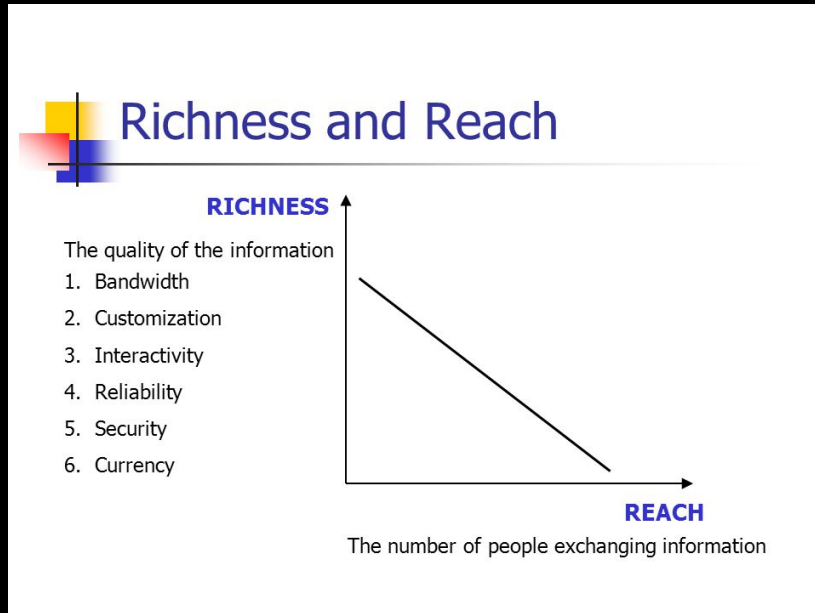 Richness and Reach
RICHNESS
The quality of the information
1. Bandwidth
2. Customization
3. Interactivity
4. Reliability
5. Security
6. Currency
REACH
The number of people exchanging information